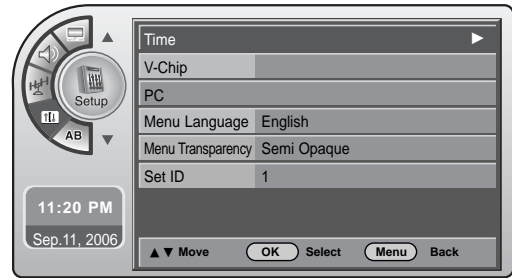 Setup
AB
11:20 PM
Sep.11, 2006
Time ►
V-Chip
PC
Menu Language English
Menu Transparency Semi Opaque
Set ID 1
▲▼ Move OK Select Menu Back